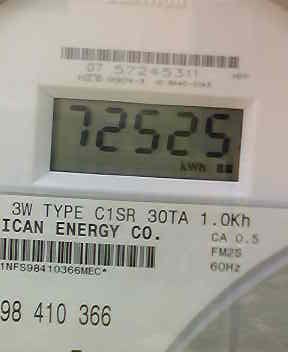 07 57245311
72525
kWh
3W TYPE C1SR 30TA 1.0Kh
ICAN ENERGY CO.
CA 0.5
FM2S
1NFS98410366MEC*
60Hz
98 410 366